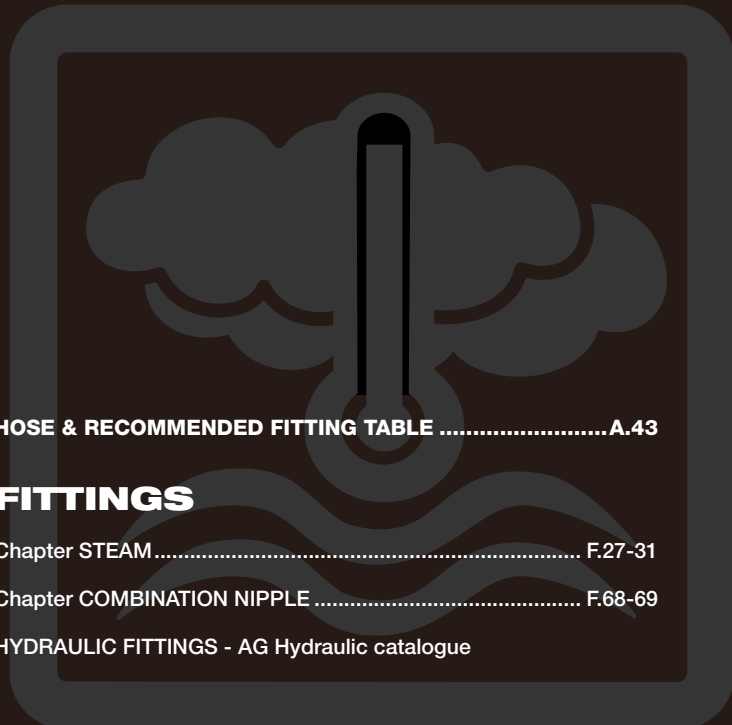 HOSE & RECOMMENDED FITTING TABLE .........................A.43
FITTINGS
Chapter STEAM.................................................................................. F.27-31
Chapter COMBINATION NIPPLE ................................................... F.68-69
HYDRAULIC FITTINGS - AG Hydraulic catalogue